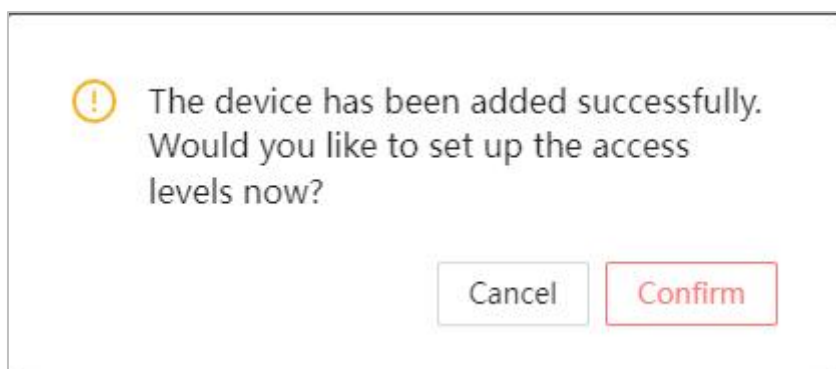 The device has been added successfully.
Would you like to set up the access
levels now?
Cancel
Confirm